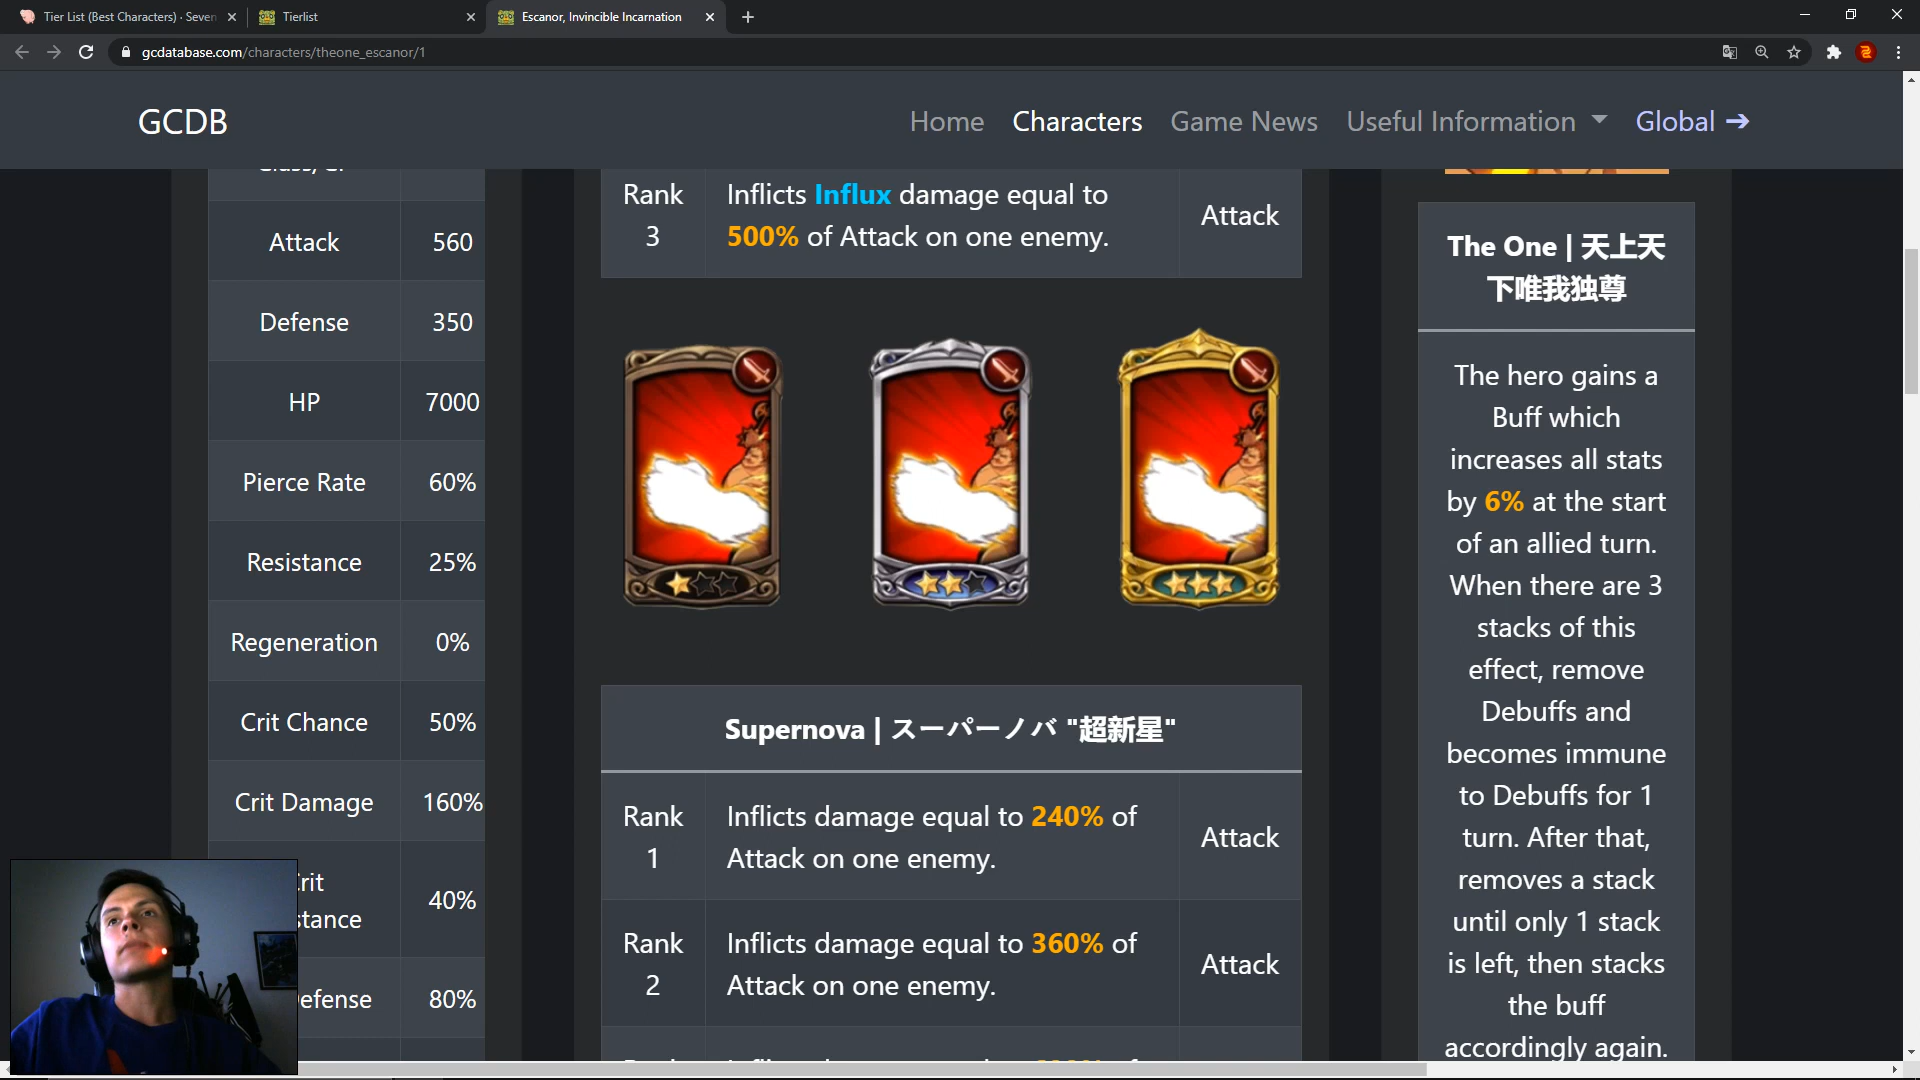 Tier List (Best Characters) · Seven
Tierlist
Escanor, Invincible Incarnation
gcdatabase.com/characters/theone_escanor/1
GCDB
Home
Characters
Game News
Useful Information
Global ➔
Attack
560
Defense
350
HP
7000
Pierce Rate
60%
Resistance
25%
Regeneration
0%
Crit Chance
50%
Crit Damage
160%
40%
80%
Rank
3
Inflicts Influx damage equal to
500% of Attack on one enemy.
Attack
Supernova | スーパーノバ "超新星"
Rank
1
Inflicts damage equal to 240% of
Attack on one enemy.
Attack
Rank
2
Inflicts damage equal to 360% of
Attack on one enemy.
Attack
The One | 天上天
下唯我独尊
The hero gains a
Buff which
increases all stats
by 6% at the start
of an allied turn.
When there are 3
stacks of this
effect, remove
Debuffs and
becomes immune
to Debuffs for 1
turn. After that,
removes a stack
until only 1 stack
is left, then stacks
the buff
accordingly again.